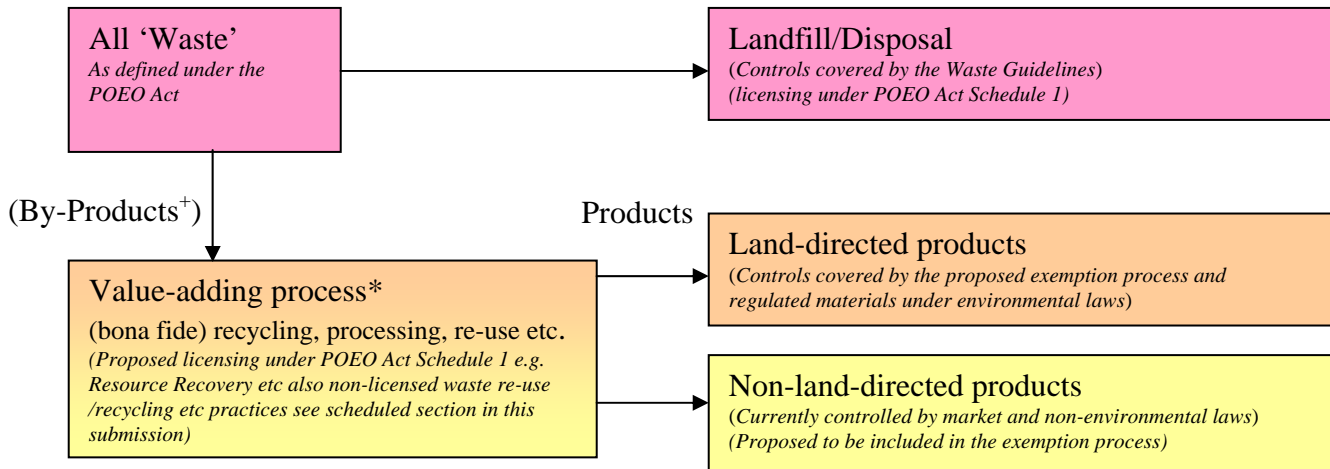 All ‘Waste’
As defined under the
POEO Act
Landfill/Disposal
(Controls covered by the Waste Guidelines)
(licensing under POEO Act Schedule 1)
(By-Products+)
Products
Value-adding process*
(bona fide) recycling, processing, re-use etc.
(Proposed licensing under POEO Act Schedule 1 e.g.
Resource Recovery etc also non-licensed waste re-use
/recycling etc practices see scheduled section in this
submission)
Land-directed products
(Controls covered by the proposed exemption process and
regulated materials under environmental laws)
Non-land-directed products
(Currently controlled by market and non-environmental laws)
(Proposed to be included in the exemption process)